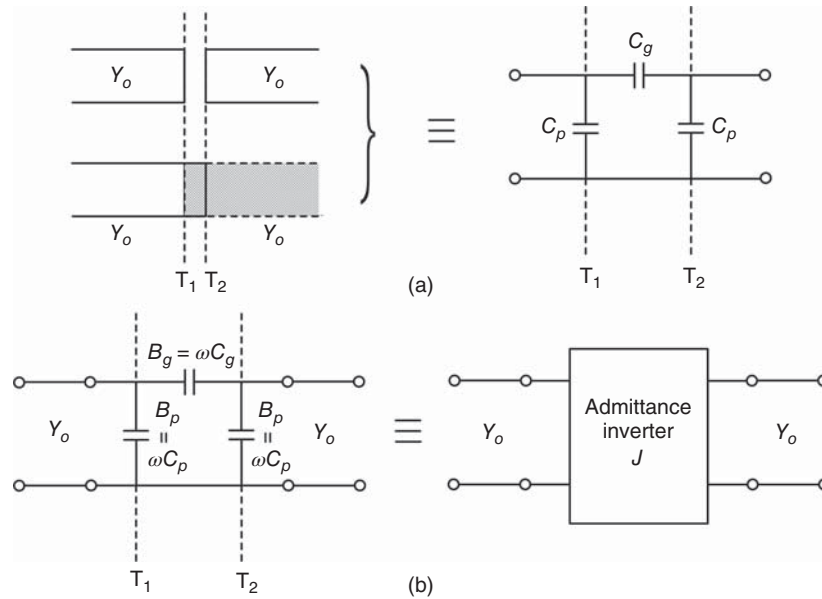 Yo Yo
Yo Yo
T1 T2
Cg
≡
Cp Cp
T1 T2
(a)
Bg = ωCg
Bp Bp
Yo = = Yo
ωCp ωCp
T1 T2
≡
Yo
Admittance
inverter
J
Yo
(b)